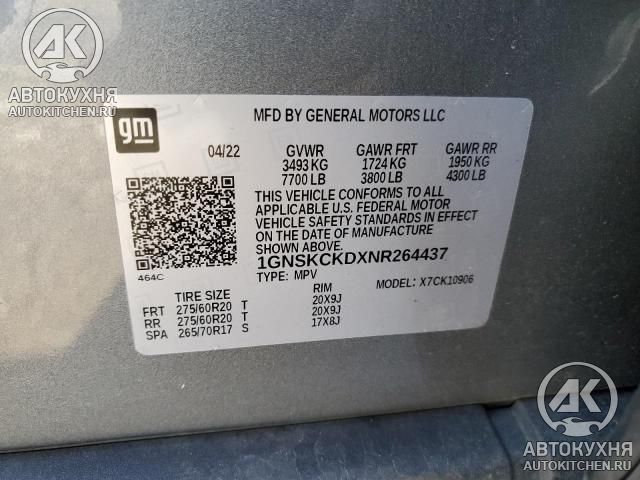 АВТОКУХНЯ
AUTOKITCHEN.RU
gm
MFD BY GENERAL MOTORS LLC
04/22 GVWR GAWR FRT GAWR RR
3493 KG 1724 KG 1950 KG
7700 LB 3800 LB 4300 LB
THIS VEHICLE CONFORMS TO ALL
APPLICABLE U.S. FEDERAL MOTOR
VEHICLE SAFETY STANDARDS IN EFFECT
ON THE DATE OF MANUFACTURE
SHOWN ABOVE.
464C 1GNSKCKDXNR264437
TYPE: MPV MODEL: X7CK10906
TIRE SIZE RIM
FRT 275/60R20 T 20X9J
RR 275/60R20 T 20X9J
SPA 265/70R17 S 17X8J
АВТОКУХНЯ
AUTOKITCHEN.RU